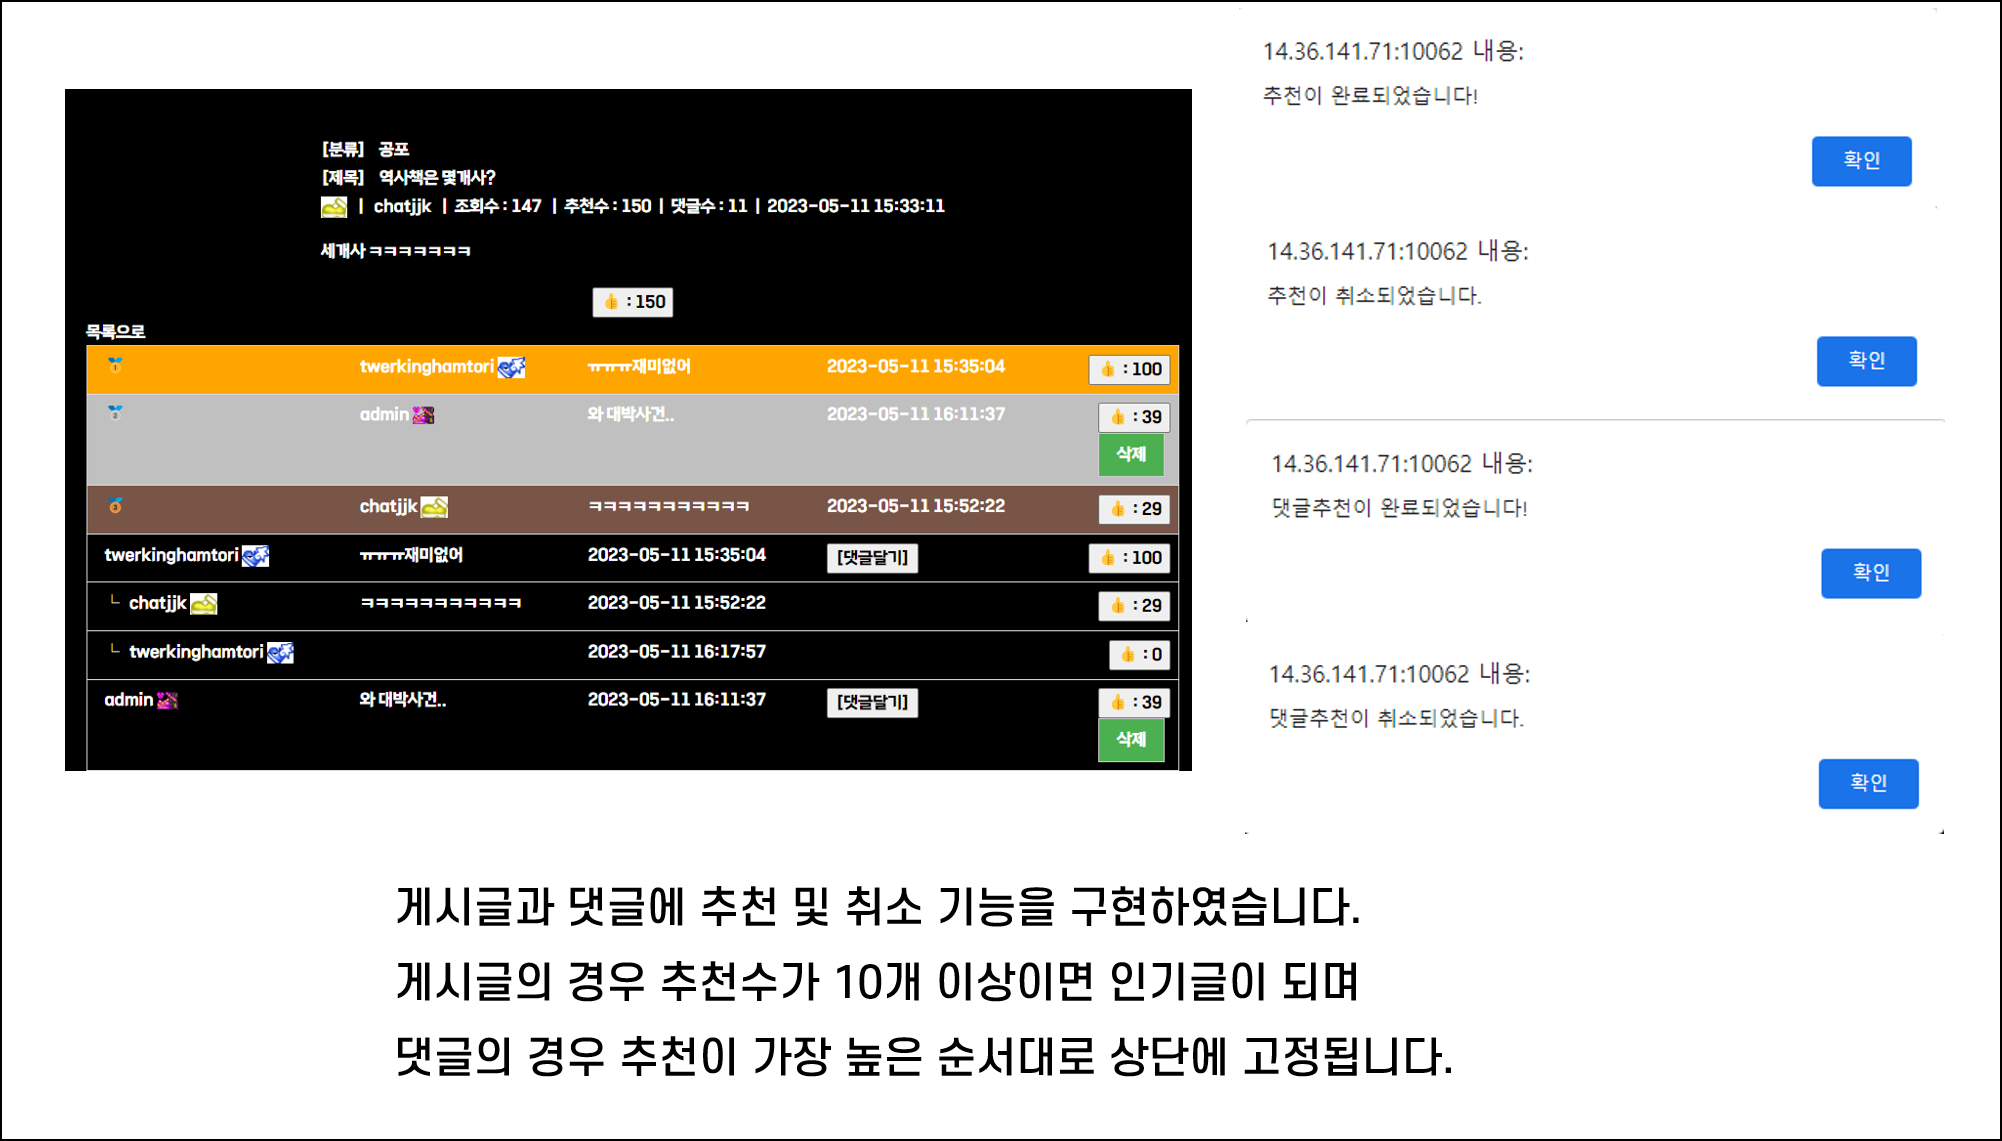 [분류] 공포
[제목] 역사책은 몇개사?
| chatjjk | 조회수 : 147 | 추천수 : 150 | 댓글수 : 11 | 2023-05-11 15:33:11
세개사 ㅋㅋㅋㅋㅋㅋㅋ
👍 : 150
목록으로
🥇 twerkinghamtori ㅠㅠㅠ재미없어 2023-05-11 15:35:04 👍 : 100
🥈 admin 와 대박사건.. 2023-05-11 16:11:37 👍 : 39
삭제
🥉 chatjjk ㅋㅋㅋㅋㅋㅋㅋㅋㅋㅋㅋ 2023-05-11 15:52:22 👍 : 29
twerkinghamtori ㅠㅠㅠ재미없어 2023-05-11 15:35:04 [댓글달기] 👍 : 100
└ chatjjk ㅋㅋㅋㅋㅋㅋㅋㅋㅋㅋㅋ 2023-05-11 15:52:22 👍 : 29
└ twerkinghamtori 2023-05-11 16:17:57 👍 : 0
admin 와 대박사건.. 2023-05-11 16:11:37 [댓글달기] 👍 : 39
삭제
14.36.141.71:10062 내용:
추천이 완료되었습니다!
확인
14.36.141.71:10062 내용:
추천이 취소되었습니다.
확인
14.36.141.71:10062 내용:
댓글추천이 완료되었습니다!
확인
14.36.141.71:10062 내용:
댓글추천이 취소되었습니다.
확인
게시글과 댓글에 추천 및 취소 기능을 구현하였습니다.
게시글의 경우 추천수가 10개 이상이면 인기글이 되며
댓글의 경우 추천이 가장 높은 순서대로 상단에 고정됩니다.